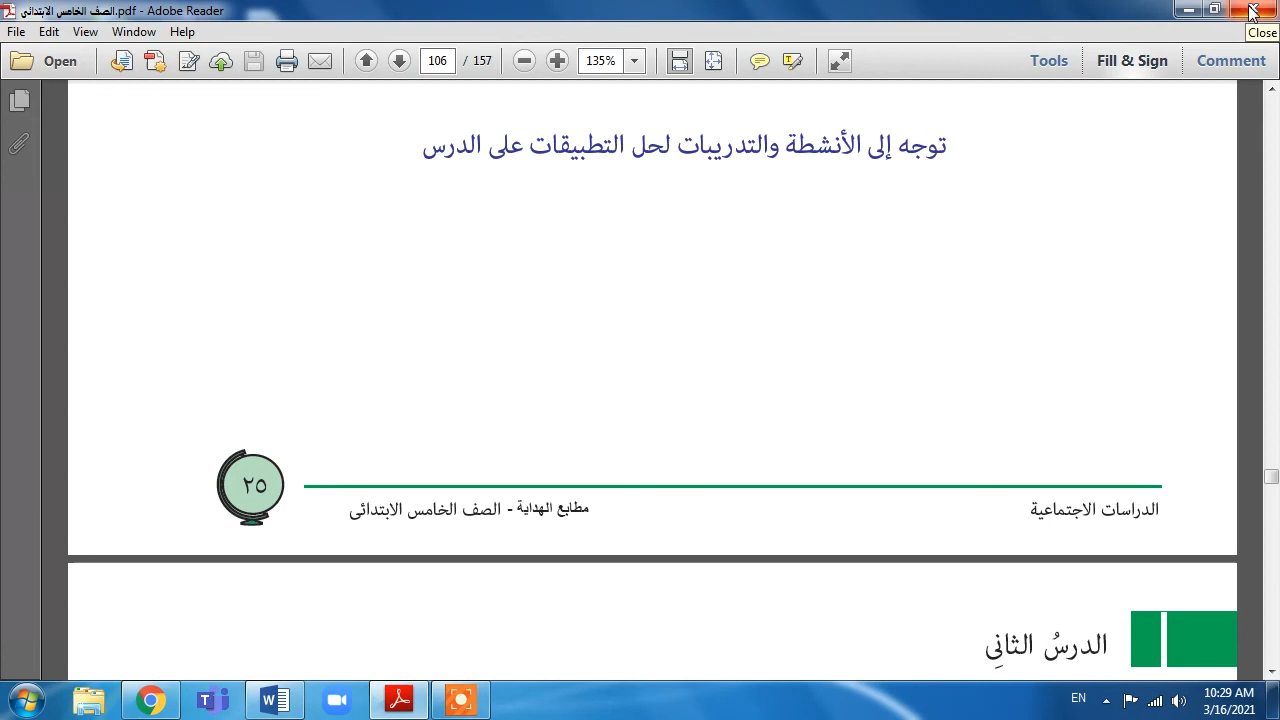 الصف الخامس الابتدائي.pdf - Adobe Reader
Close
File Edit View Window Help
Open 106 / 157 135% Tools Fill & Sign Comment
توجه إلى الأنشطة والتدريبات لحل التطبيقات على الدرس
٢٥
الدراسات الاجتماعية
مطابع الهداية - الصف الخامس الابتدائى
الدرسُ الثانِى
EN
10:29 AM
3/16/2021